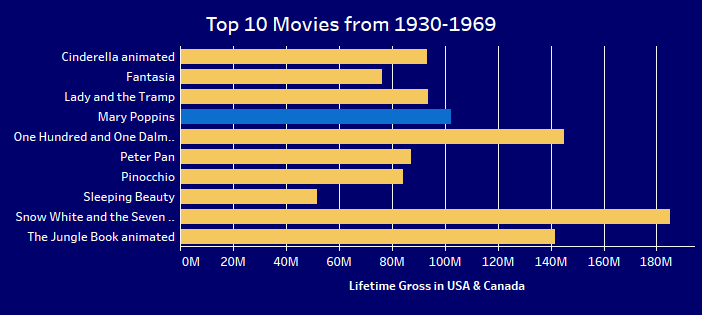 Top 10 Movies from 1930-1969
Cinderella animated
Fantasia
Lady and the Tramp
Mary Poppins
One Hundred and One Dalm..
Peter Pan
Pinocchio
Sleeping Beauty
Snow White and the Seven ..
The Jungle Book animated
0M 20M 40M 60M 80M 100M 120M 140M 160M 180M
Lifetime Gross in USA & Canada